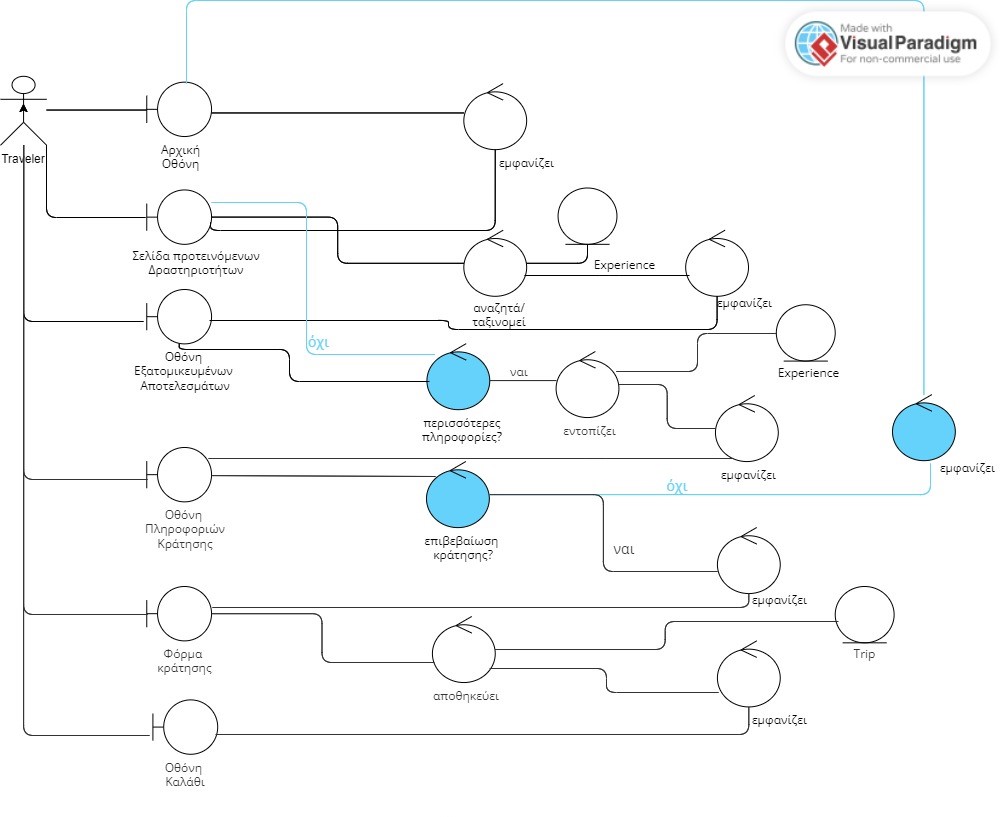 Made with
Visual Paradigm
For non-commercial use
Traveler
Αρχική
Οθόνη
εμφανίζει
Σελίδα προτεινόμενων
Δραστηριοτήτων
Experience
αναζητά/
ταξινομεί
εμφανίζει
Οθόνη
Εξατομικευμένων
Αποτελεσμάτων
όχι
περισσότερες
πληροφορίες?
ναι
εντοπίζει
Experience
εμφανίζει
εμφανίζει
Οθόνη
Πληροφοριών
Κράτησης
επιβεβαίωση
κράτησης?
όχι
ναι
εμφανίζει
Φόρμα
κράτησης
αποθηκεύει
Trip
εμφανίζει
Οθόνη
Καλάθι